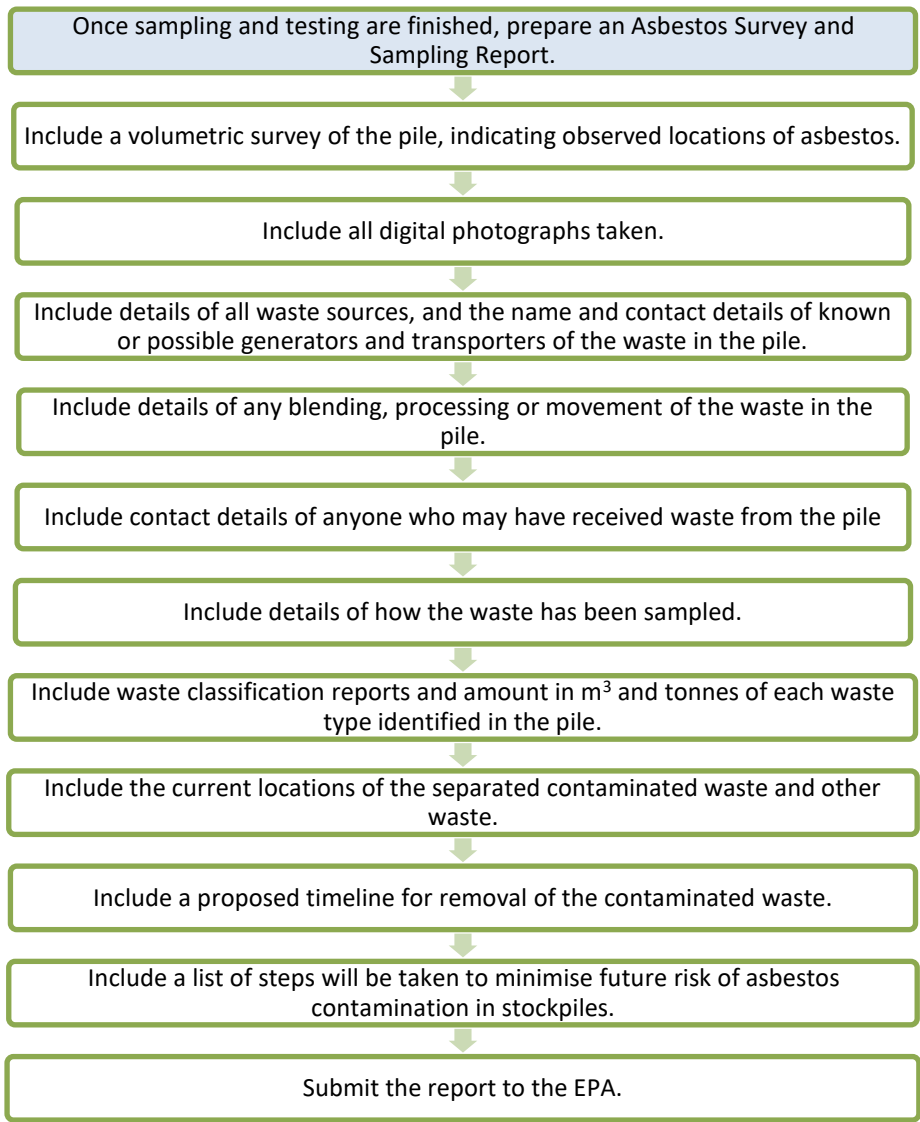 Once sampling and testing are finished, prepare an Asbestos Survey and
Sampling Report.
Include a volumetric survey of the pile, indicating observed locations of asbestos.
Include all digital photographs taken.
Include details of all waste sources, and the name and contact details of known
or possible generators and transporters of the waste in the pile.
Include details of any blending, processing or movement of the waste in the
pile.
Include contact details of anyone who may have received waste from the pile
Include details of how the waste has been sampled.
Include waste classification reports and amount in m³ and tonnes of each waste
type identified in the pile.
Include the current locations of the separated contaminated waste and other
waste.
Include a proposed timeline for removal of the contaminated waste.
Include a list of steps will be taken to minimise future risk of asbestos
contamination in stockpiles.
Submit the report to the EPA.